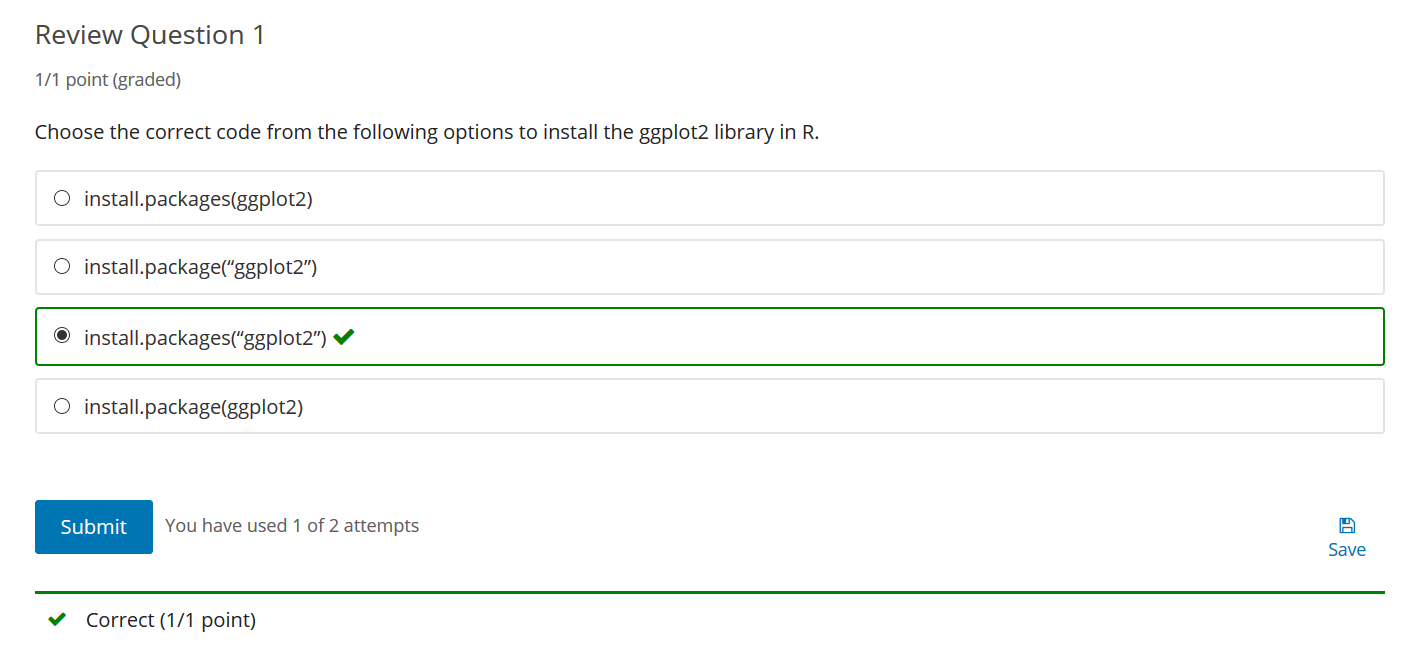 Review Question 1
1/1 point (graded)
Choose the correct code from the following options to install the ggplot2 library in R.
install.packages(ggplot2)
install.package(“ggplot2”)
install.packages(“ggplot2”)
install.package(ggplot2)
Submit
You have used 1 of 2 attempts
Save
Correct (1/1 point)